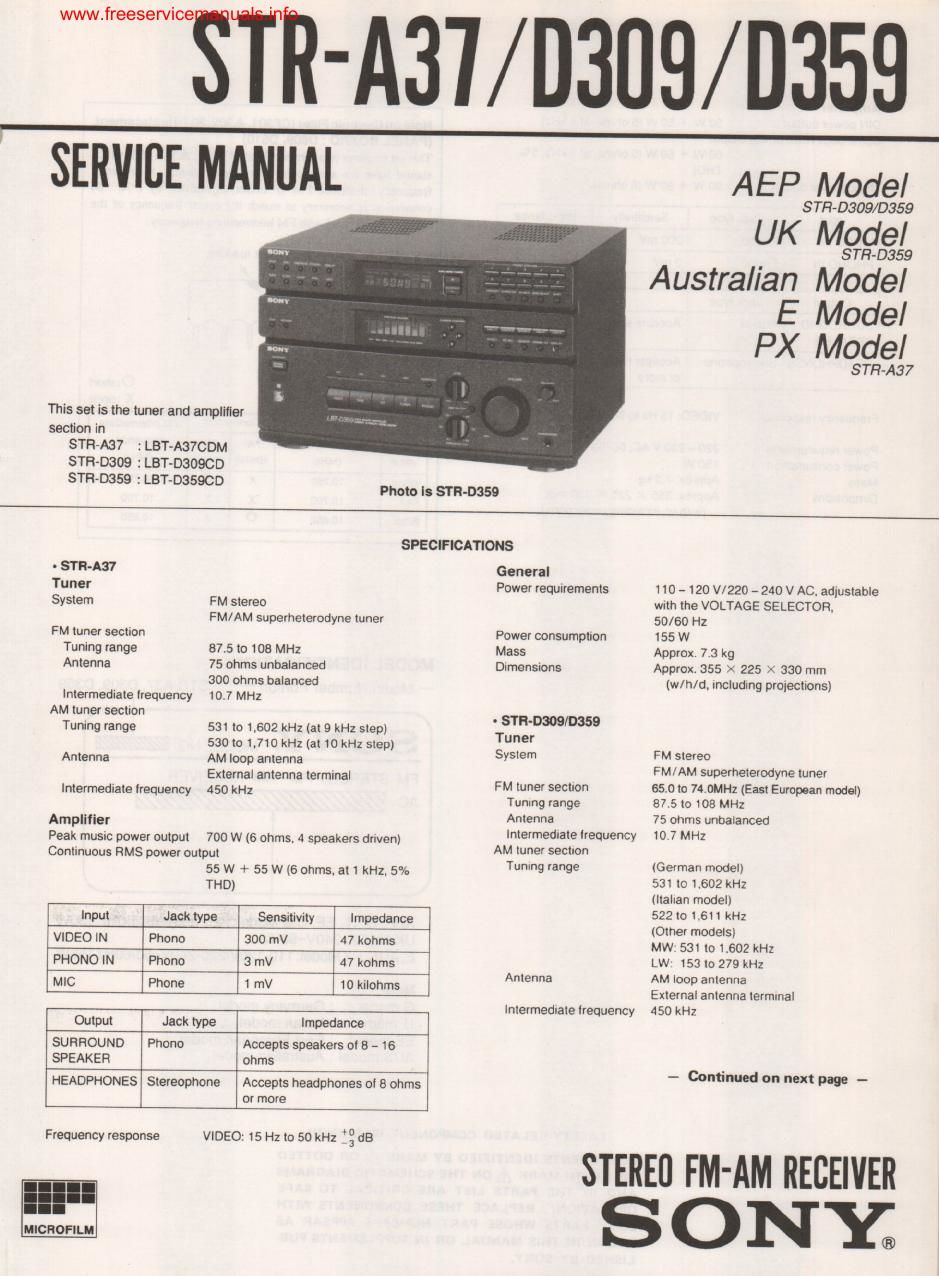 www.freeservicemanuals.info
STR-A37/D309/D359
SERVICE MANUAL
AEP Model
STR-D309/D359
UK Model
STR-D359
Australian Model
E Model
PX Model
STR-A37
SONY
SONY
SONY
LBT-D359
This set is the tuner and amplifier
section in
STR-A37 : LBT-A37CDM
STR-D309 : LBT-D309CD
STR-D359 : LBT-D359CD
Photo is STR-D359
SPECIFICATIONS
• STR-A37
Tuner
System FM stereo
FM/AM superheterodyne tuner
FM tuner section
Tuning range 87.5 to 108 MHz
Antenna 75 ohms unbalanced
300 ohms balanced
Intermediate frequency 10.7 MHz
AM tuner section
Tuning range 531 to 1,602 kHz (at 9 kHz step)
530 to 1,710 kHz (at 10 kHz step)
Antenna AM loop antenna
External antenna terminal
Intermediate frequency 450 kHz
Amplifier
Peak music power output 700 W (6 ohms, 4 speakers driven)
Continuous RMS power output
55 W + 55 W (6 ohms, at 1 kHz, 5%
THD)
Input Jack type Sensitivity Impedance
VIDEO IN Phono 300 mV 47 kohms
PHONO IN Phono 3 mV 47 kohms
MIC Phone 1 mV 10 kilohms
Output Jack type Impedance
SURROUND Phono Accepts speakers of 8 – 16
SPEAKER ohms
HEADPHONES Stereophone Accepts headphones of 8 ohms
or more
Frequency response VIDEO: 15 Hz to 50 kHz +0 −3 dB
General
Power requirements 110 – 120 V/220 – 240 V AC, adjustable
with the VOLTAGE SELECTOR,
50/60 Hz
Power consumption 155 W
Mass Approx. 7.3 kg
Dimensions Approx. 355 × 225 × 330 mm
(w/h/d, including projections)
• STR-D309/D359
Tuner
System FM stereo
FM/AM superheterodyne tuner
FM tuner section 65.0 to 74.0MHz (East European model)
Tuning range 87.5 to 108 MHz
Antenna 75 ohms unbalanced
Intermediate frequency 10.7 MHz
AM tuner section
Tuning range (German model)
531 to 1,602 kHz
(Italian model)
522 to 1,611 kHz
(Other models)
MW: 531 to 1,602 kHz
LW: 153 to 279 kHz
Antenna AM loop antenna
External antenna terminal
Intermediate frequency 450 kHz
– Continued on next page –
MICROFILM
STEREO FM-AM RECEIVER
SONY®